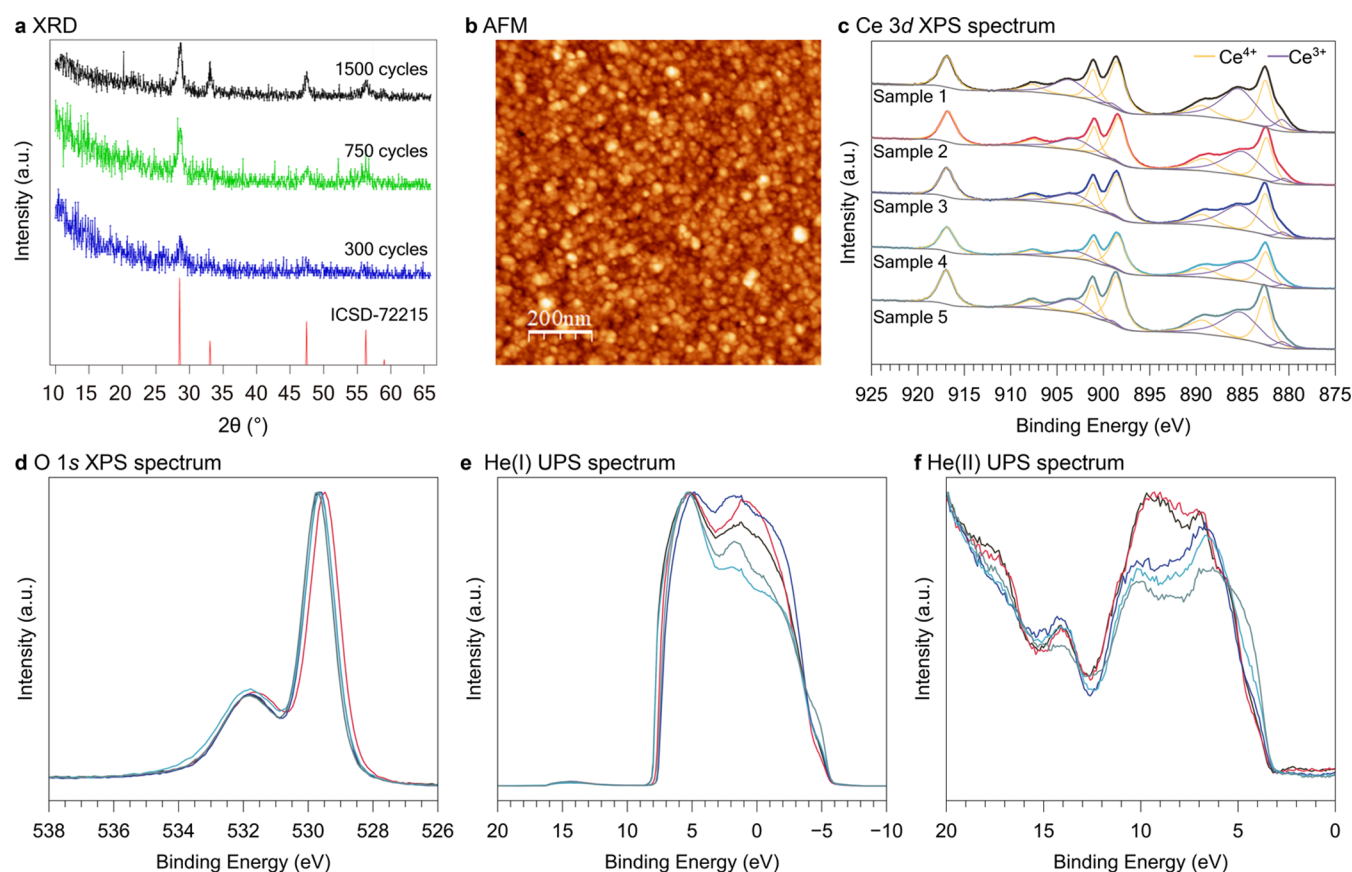 a XRD
1500 cycles
750 cycles
300 cycles
ICSD-72215
Intensity (a.u.)
10 15 20 25 30 35 40 45 50 55 60 65
2θ (°)
b AFM
200nm
c Ce 3d XPS spectrum
Ce4+ Ce3+
Sample 1
Sample 2
Sample 3
Sample 4
Sample 5
Intensity (a.u.)
925 920 915 910 905 900 895 890 885 880 875
Binding Energy (eV)
d O 1s XPS spectrum
Intensity (a.u.)
538 536 534 532 530 528 526
Binding Energy (eV)
e He(I) UPS spectrum
Intensity (a.u.)
20 15 10 5 0 −5 −10
Binding Energy (eV)
f He(II) UPS spectrum
Intensity (a.u.)
20 15 10 5 0
Binding Energy (eV)